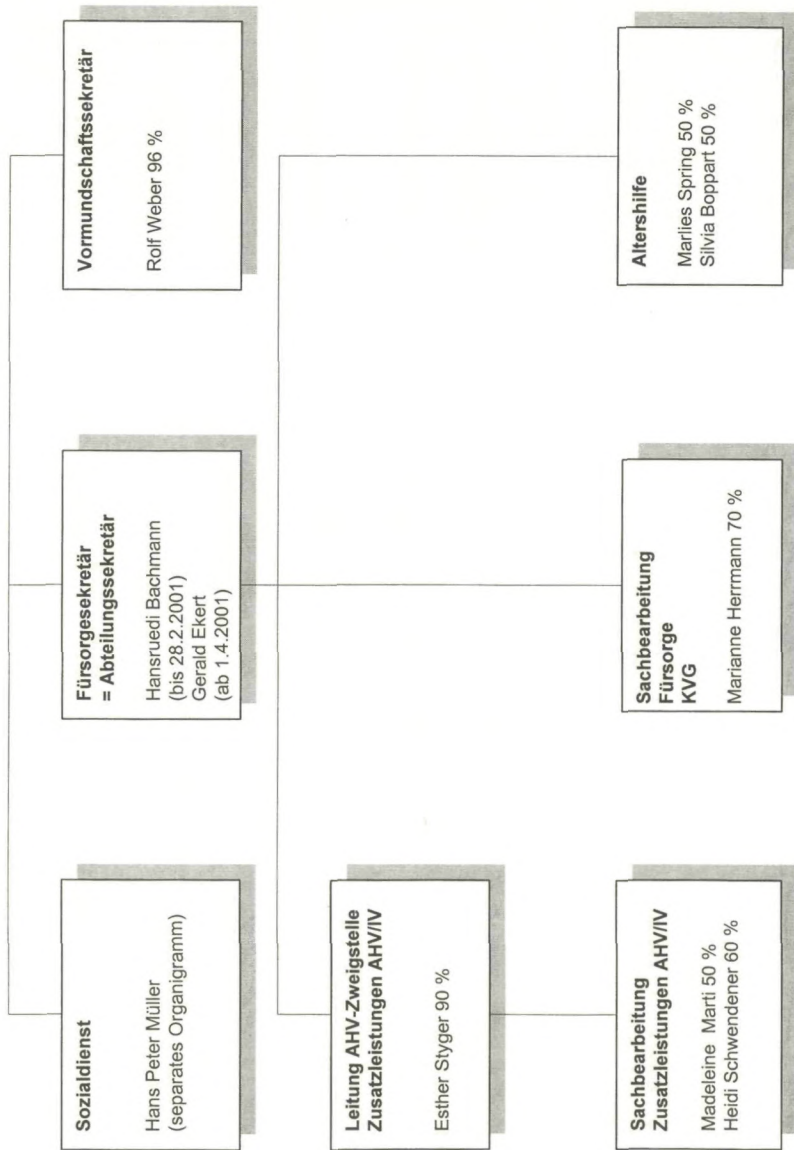 Sozialdienst
Hans Peter Müller
(separates Organigramm)
Fürsorgesekretär
= Abteilungssekretär
Hansruedi Bachmann
(bis 28.2.2001)
Gerald Ekert
(ab 1.4.2001)
Vormundschaftssekretär
Rolf Weber 96 %
Leitung AHV-Zweigstelle
Zusatzleistungen AHV/IV
Esther Styger 90 %
Sachbearbeitung
Zusatzleistungen AHV/IV
Madeleine Marti 50 %
Heidi Schwendener 60 %
Sachbearbeitung
Fürsorge
KVG
Marianne Herrmann 70 %
Altershilfe
Marlies Spring 50 %
Silvia Boppart 50 %